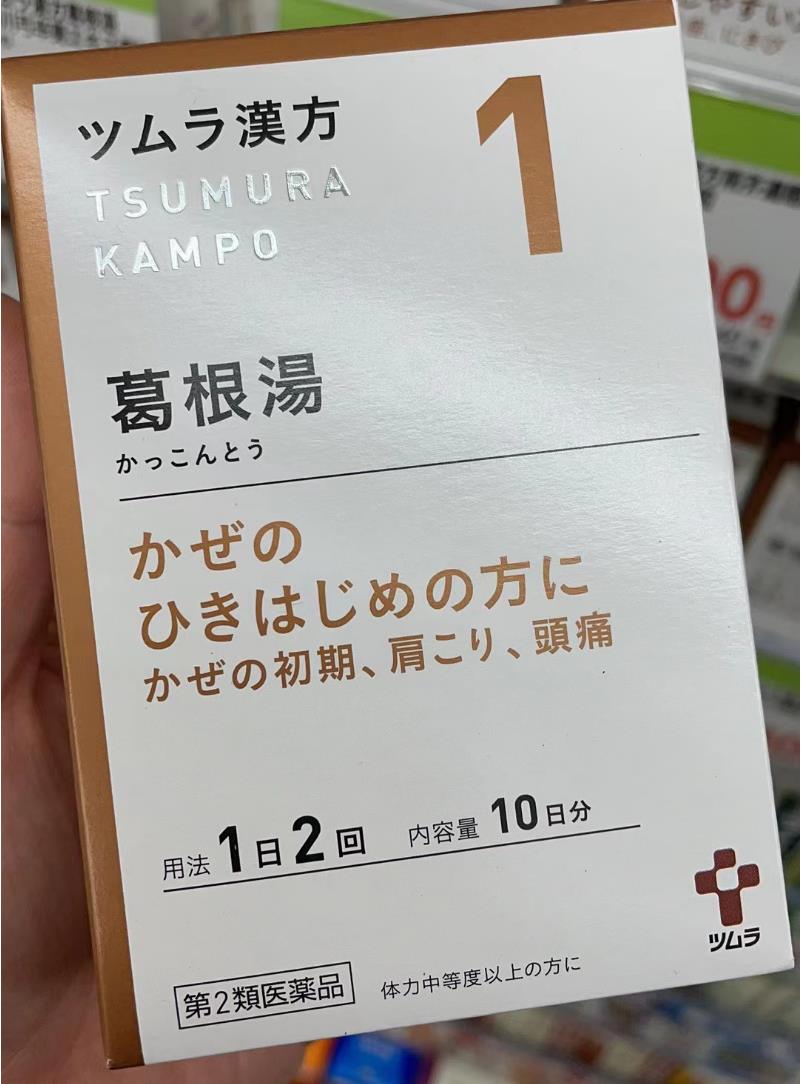 ツムラ漢方
1
TSUMURA
KAMPO
葛根湯
かっこんとう
かぜの
ひきはじめの方に
かぜの初期、肩こり、頭痛
用法 1日2回 内容量 10日分
ツムラ
第2類医薬品 体力中等度以上の方に